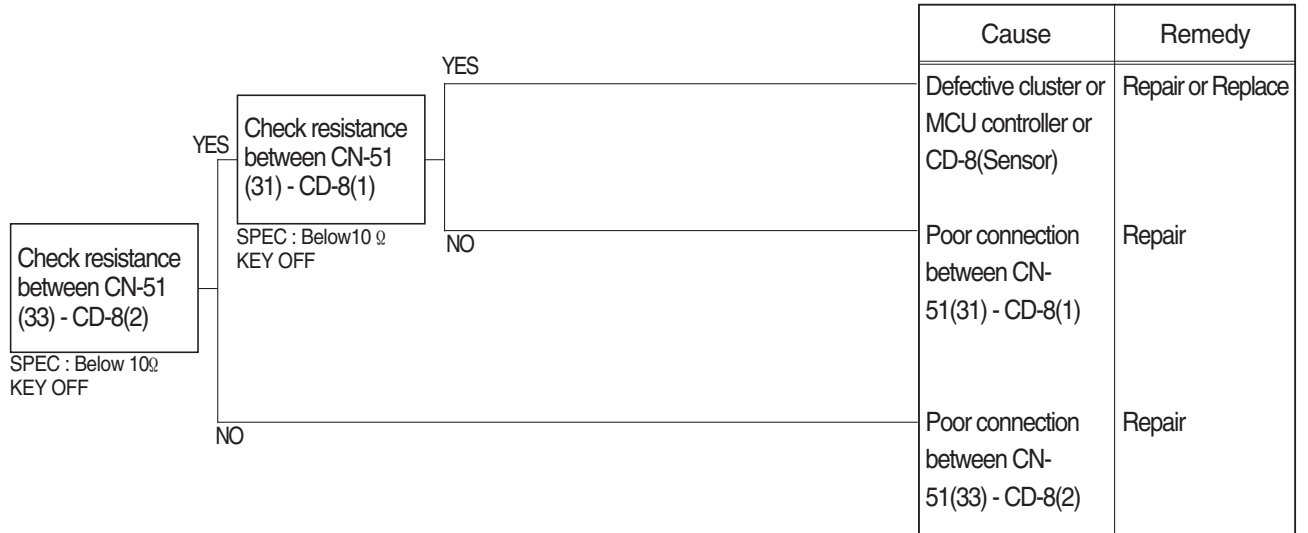 Check resistance
between CN-51
(33) - CD-8(2)
SPEC : Below 10Ω
KEY OFF
YES
Check resistance
between CN-51
(31) - CD-8(1)
SPEC : Below10 Ω
KEY OFF
YES
NO
NO
Cause
Remedy
Defective cluster or
MCU controller or
CD-8(Sensor)
Repair or Replace
Poor connection
between CN-
51(31) - CD-8(1)
Repair
Poor connection
between CN-
51(33) - CD-8(2)
Repair